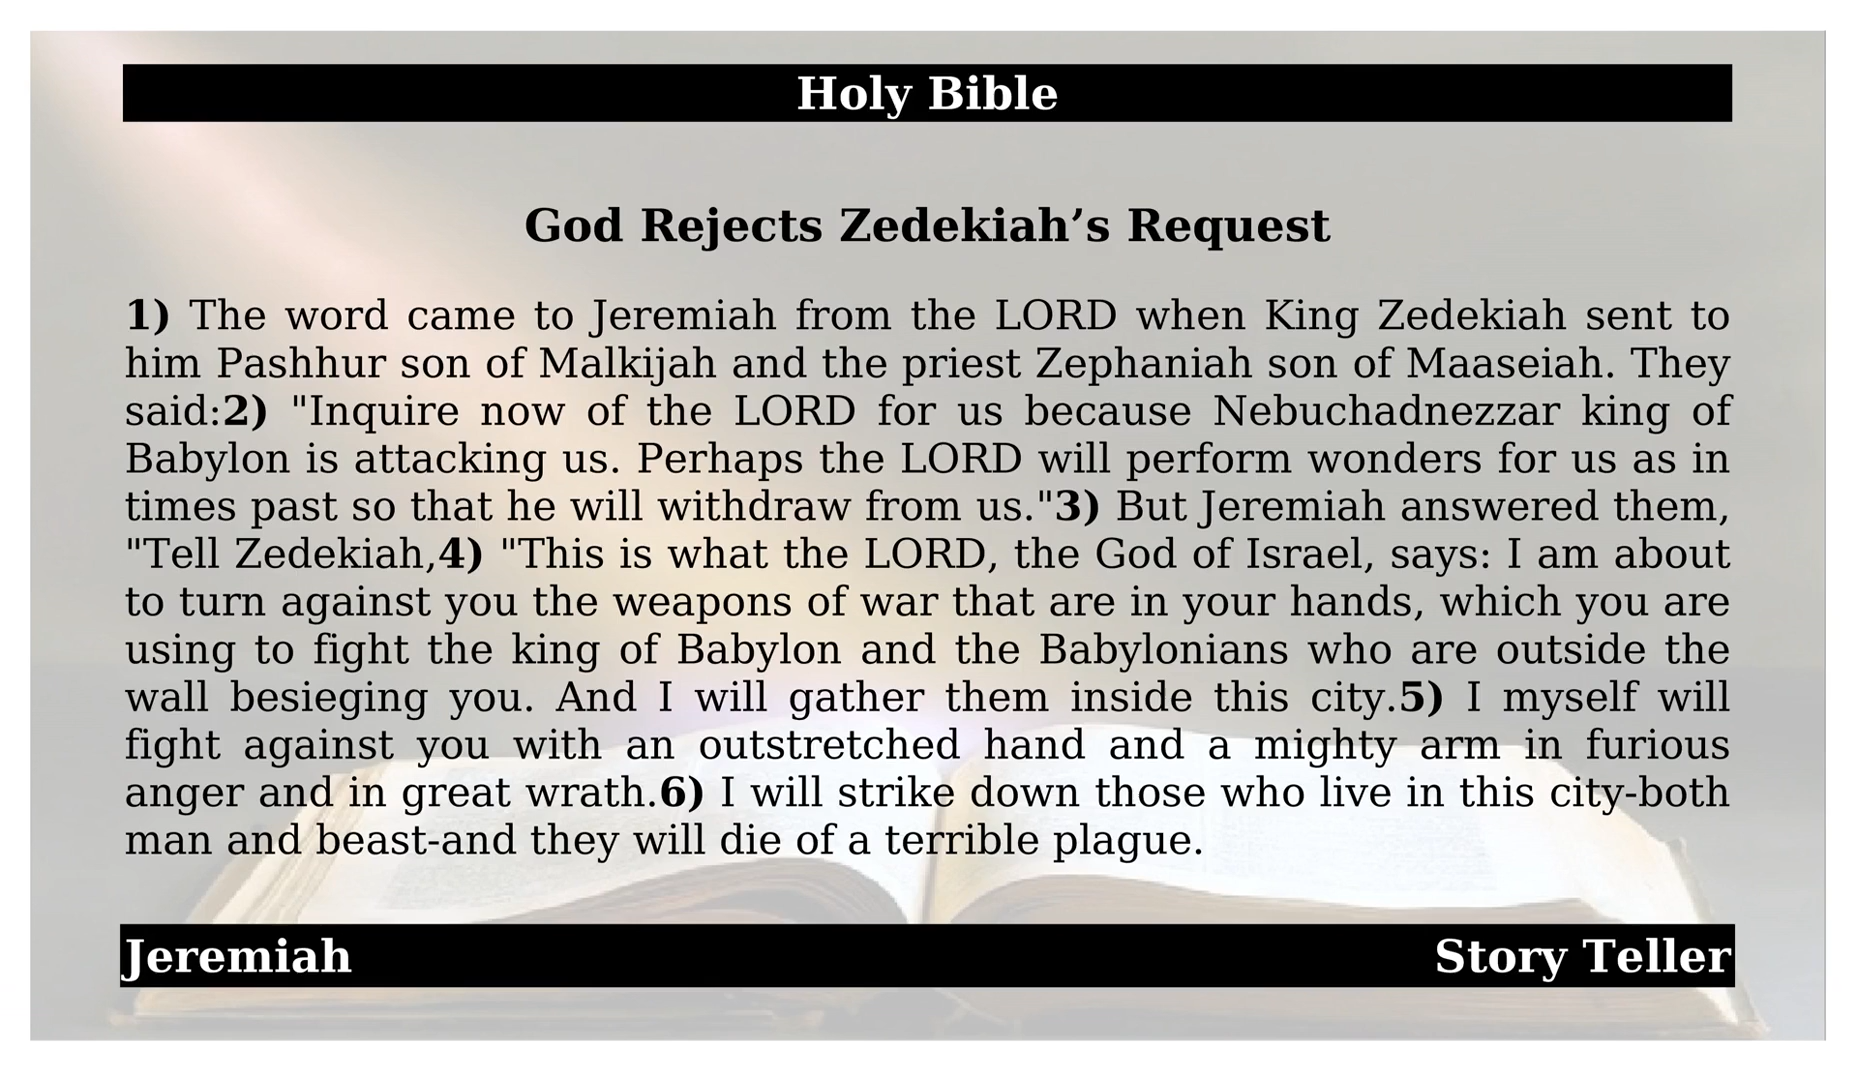 Holy Bible
God Rejects Zedekiah’s Request
1) The word came to Jeremiah from the LORD when King Zedekiah sent to
him Pashhur son of Malkijah and the priest Zephaniah son of Maaseiah. They
said:2) "Inquire now of the LORD for us because Nebuchadnezzar king of
Babylon is attacking us. Perhaps the LORD will perform wonders for us as in
times past so that he will withdraw from us."3) But Jeremiah answered them,
"Tell Zedekiah,4) "This is what the LORD, the God of Israel, says: I am about
to turn against you the weapons of war that are in your hands, which you are
using to fight the king of Babylon and the Babylonians who are outside the
wall besieging you. And I will gather them inside this city.5) I myself will
fight against you with an outstretched hand and a mighty arm in furious
anger and in great wrath.6) I will strike down those who live in this city-both
man and beast-and they will die of a terrible plague.
Jeremiah Story Teller